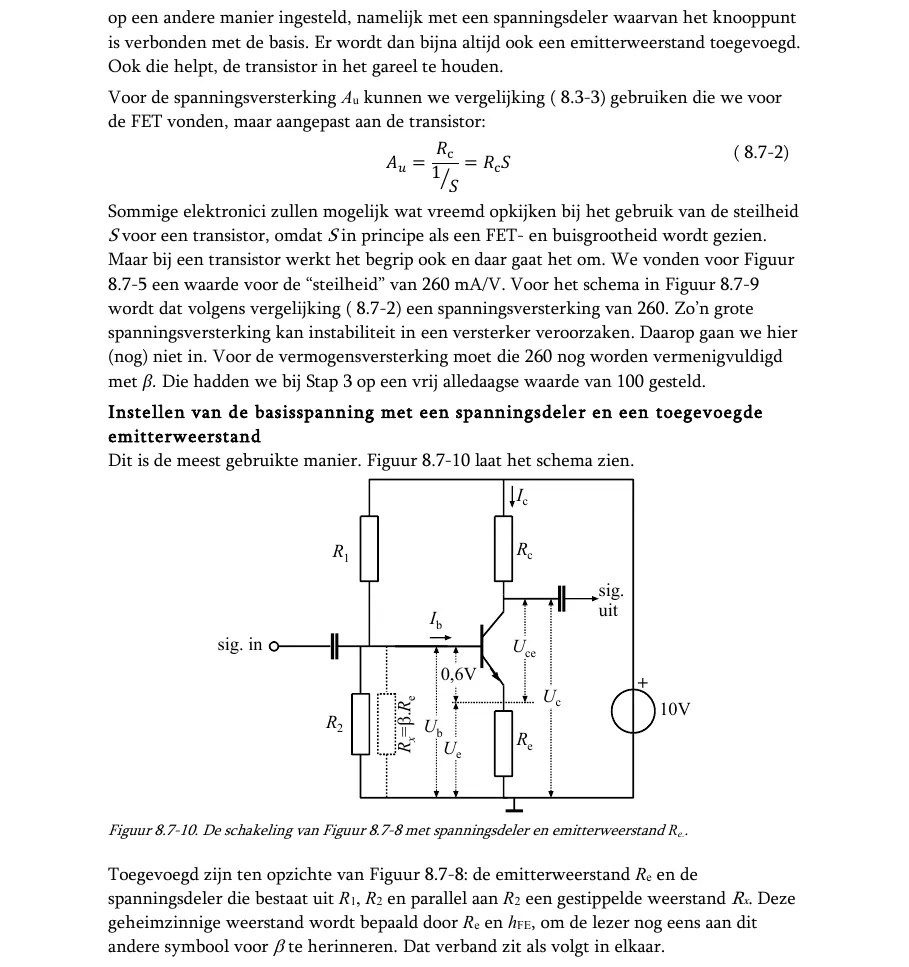 op een andere manier ingesteld, namelijk met een spanningsdeler waarvan het knooppunt
is verbonden met de basis. Er wordt dan bijna altijd ook een emitterweerstand toegevoegd.
Ook die helpt, de transistor in het gareel te houden.
Voor de spanningsversterking Au kunnen we vergelijking ( 8.3-3) gebruiken die we voor
de FET vonden, maar aangepast aan de transistor:
Au = Rc / (1/S) = RcS ( 8.7-2)
Sommige elektronici zullen mogelijk wat vreemd opkijken bij het gebruik van de steilheid
S voor een transistor, omdat S in principe als een FET- en buisgrootheid wordt gezien.
Maar bij een transistor werkt het begrip ook en daar gaat het om. We vonden voor Figuur
8.7-5 een waarde voor de “steilheid” van 260 mA/V. Voor het schema in Figuur 8.7-9
wordt dat volgens vergelijking ( 8.7-2) een spanningsversterking van 260. Zo’n grote
spanningsversterking kan instabiliteit in een versterker veroorzaken. Daarop gaan we hier
(nog) niet in. Voor de vermogensversterking moet die 260 nog worden vermenigvuldigd
met β. Die hadden we bij Stap 3 op een vrij alledaagse waarde van 100 gesteld.
Instellen van de basisspanning met een spanningsdeler en een toegevoegde
emitterweerstand
Dit is de meest gebruikte manier. Figuur 8.7-10 laat het schema zien.
Ic
R1
Rc
sig.
uit
Ib
sig. in
Uce
0,6V
Uc
+
10V
R2
Rx=β.Re
Ub
Ue
Re
Figuur 8.7-10. De schakeling van Figuur 8.7-8 met spanningsdeler en emitterweerstand Re..
Toegevoegd zijn ten opzichte van Figuur 8.7-8: de emitterweerstand Re en de
spanningsdeler die bestaat uit R1, R2 en parallel aan R2 een gestippelde weerstand Rx. Deze
geheimzinnige weerstand wordt bepaald door Re en hFE, om de lezer nog eens aan dit
andere symbool voor β te herinneren. Dat verband zit als volgt in elkaar.